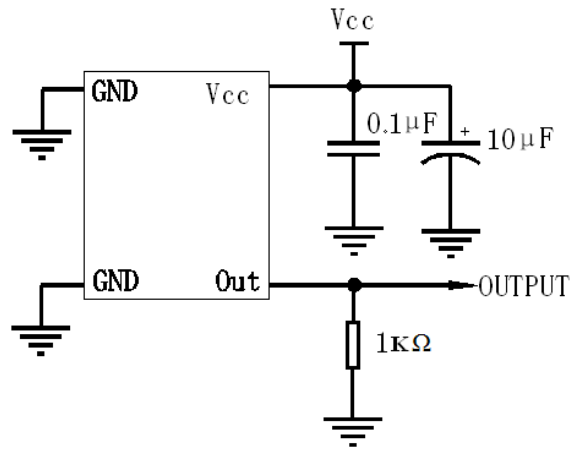 Vcc
GND
Vcc
0.1μF
+
10μF
GND
Out
OUTPUT
1KΩ